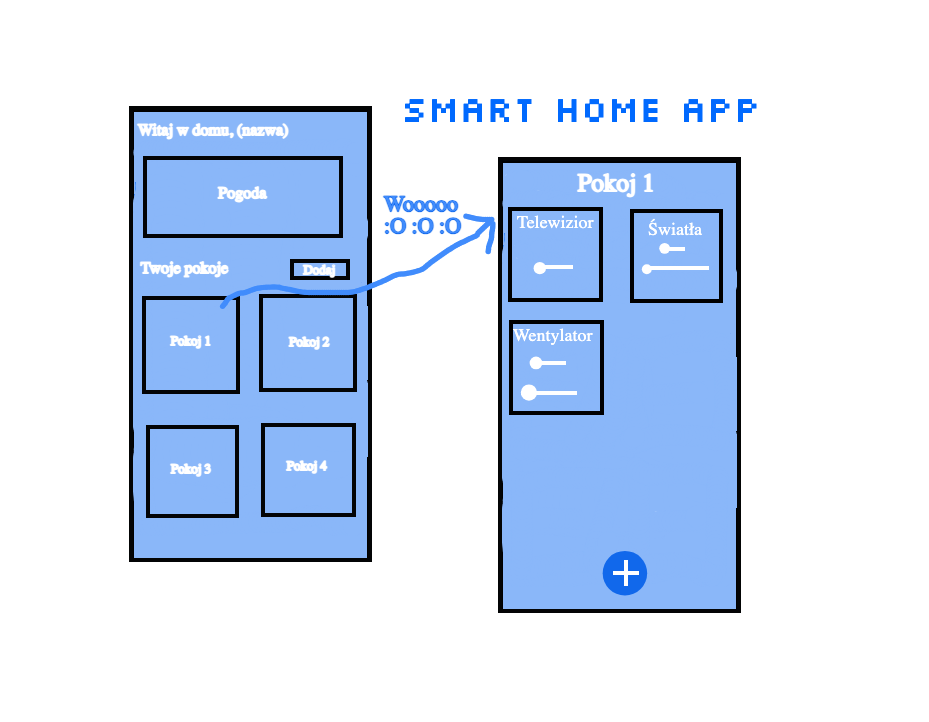 SMART HOME APP
Witaj w domu, (nazwa)
Pogoda
Twoje pokoje
Dodaj
Pokoj 1
Pokoj 2
Pokoj 3
Pokoj 4
Wooooo
:O :O :O
Pokoj 1
Telewizior
Światła
Wentylator